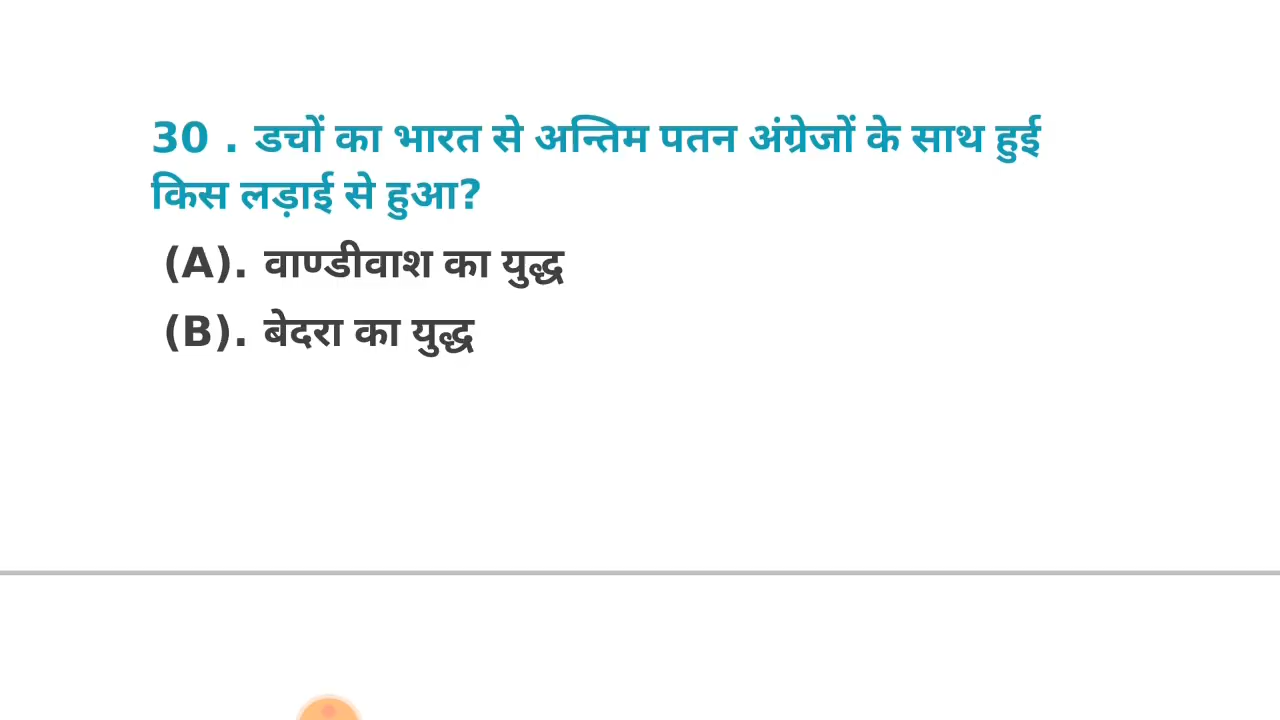 30 . डचों का भारत से अन्तिम पतन अंग्रेजों के साथ हुई
किस लड़ाई से हुआ?
(A). वाण्डीवाश का युद्ध
(B). बेदरा का युद्ध